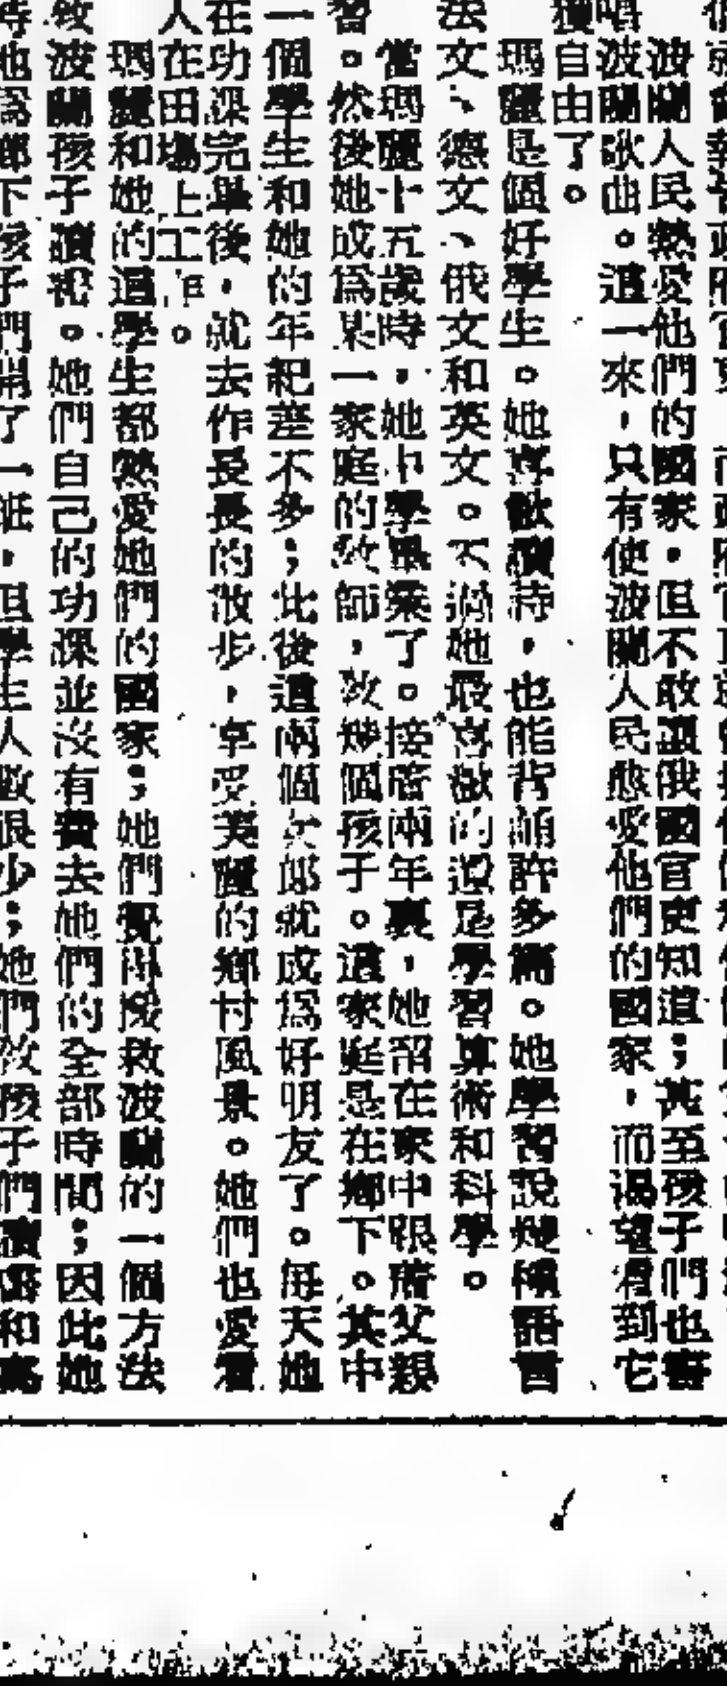 波蘭人民熱愛他們的國家,但不敢讓俄國官吏知道;甚至孩子們也害
唱波蘭歌曲。這一來,只有使波蘭人民愈愛他們的國家,而渴望看到它
獲自由了。
瑪麗是個好學生。她喜歡讀詩,也能背誦許多篇。她學習說幾種語言
法文、德文、俄文和英文。不過她最喜歡的還是學習算術和科學。
當瑪麗十五歲時,她中學畢業了。接着兩年裏,她留在家中跟着父親
習。然後她成爲某一家庭的教師,教幾個孩子。這家庭是在鄉下。其中
一個學生和她的年紀差不多;此後這兩個女郎就成爲好朋友了。每天她
在功課完畢後,就去作長長的散步,享受美麗的鄉村風景。她們也愛看
人在田場上工作。
瑪麗和她的這學生都熱愛她們的國家;她們覺得援救波蘭的一個方法
教波蘭孩子讀書。她們自己的功課並沒有費去她們的全部時間;因此她
爲鄉下孩子們開了一班,但學生人數很少;她們教孩子們讀書和寫